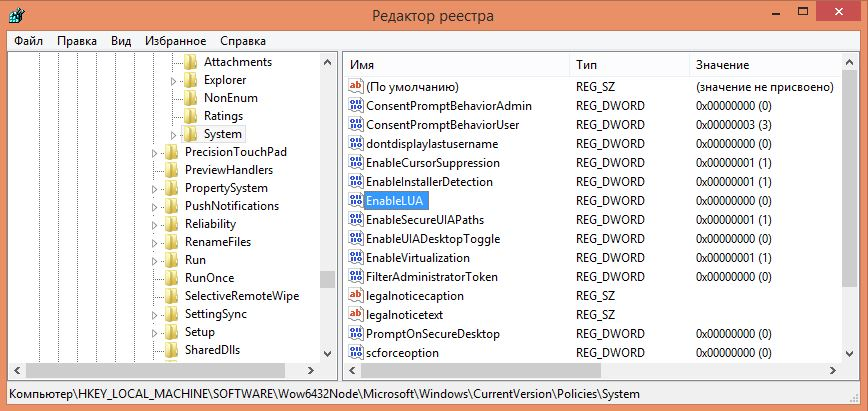 Редактор реестра
Файл Правка Вид Избранное Справка
Attachments
Explorer
NonEnum
Ratings
System
PrecisionTouchPad
PreviewHandlers
PropertySystem
PushNotifications
Reliability
RenameFiles
Run
RunOnce
SelectiveRemoteWipe
SettingSync
Setup
SharedDlls
Имя Тип Значение
(По умолчанию) REG_SZ (значение не присвоено)
ConsentPromptBehaviorAdmin REG_DWORD 0x00000000 (0)
ConsentPromptBehaviorUser REG_DWORD 0x00000003 (3)
dontdisplaylastusername REG_DWORD 0x00000000 (0)
EnableCursorSuppression REG_DWORD 0x00000001 (1)
EnableInstallerDetection REG_DWORD 0x00000001 (1)
EnableLUA REG_DWORD 0x00000000 (0)
EnableSecureUIAPaths REG_DWORD 0x00000001 (1)
EnableUIADesktopToggle REG_DWORD 0x00000000 (0)
EnableVirtualization REG_DWORD 0x00000001 (1)
FilterAdministratorToken REG_DWORD 0x00000000 (0)
legalnoticecaption REG_SZ
legalnoticetext REG_SZ
PromptOnSecureDesktop REG_DWORD 0x00000000 (0)
scforceoption REG_DWORD 0x00000000 (0)
Компьютер\HKEY_LOCAL_MACHINE\SOFTWARE\Wow6432Node\Microsoft\Windows\CurrentVersion\Policies\System